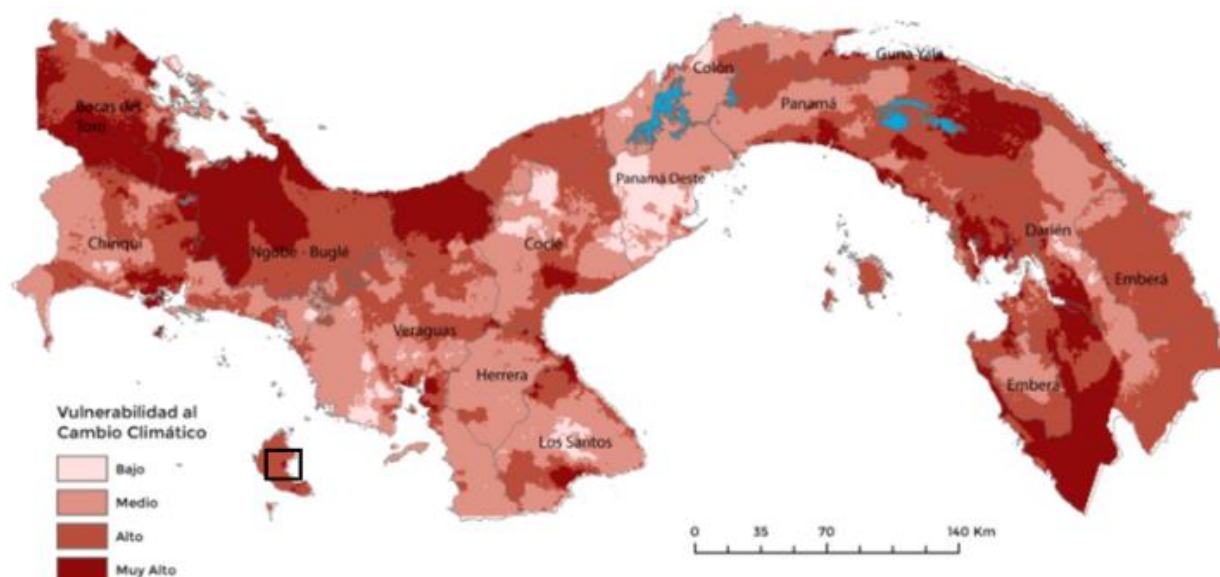 Guna Yala
Colón
Bocas del
Toro
Panamá
Panamá Oeste
Chiriquí
Ngöbe - Buglé
Coclé
Darién
Emberá
Veraguas
Herrera
Emberá
Los Santos
Vulnerabilidad al
Cambio Climático
Bajo
Medio
Alto
Muy Alto
0 35 70 140 Km